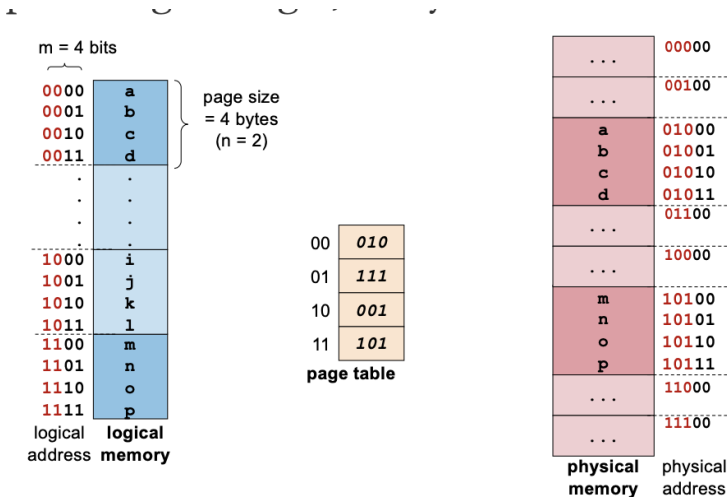 m = 4 bits
0000 a
0001 b
0010 c
0011 d
page size
= 4 bytes
(n = 2)
.
.
.
.
1000 i
1001 j
1010 k
1011 l
1100 m
1101 n
1110 o
1111 p
logical address
logical memory
00 010
01 111
10 001
11 101
page table
... 00000
... 00100
a 01000
b 01001
c 01010
d 01011
... 01100
... 10000
m 10100
n 10101
o 10110
p 10111
... 11000
... 11100
physical memory
physical address